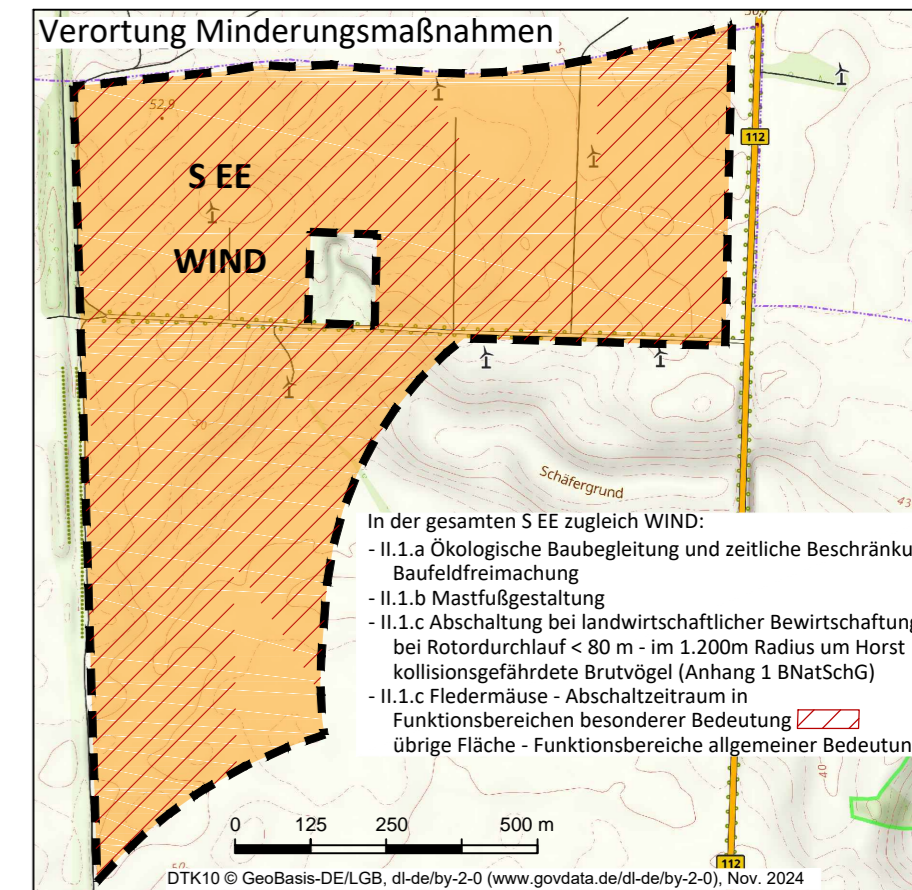 Verortung Minderungsmaßnahmen
52,9
112
S EE
WIND
Schäfergrund
In der gesamten S EE zugleich WIND:
- II.1.a Ökologische Baubegleitung und zeitliche
Baufeldfreimachung
- II.1.b Mastfußgestaltung
- II.1.c Abschaltung bei landwirtschaftlicher Bewirtschaftung
bei Rotordurchlauf < 80 m - im 1.200m Radius um Horst
kollisionsgefährdete Brutvögel (Anhang 1 BNatSchG)
- II.1.c Fledermäuse - Abschaltzeitraum in
Funktionsbereichen besonderer Bedeutung
übrige Fläche - Funktionsbereiche allgemeiner
40
0 125 250 500 m
112
DTK10 © GeoBasis-DE/LGB, dl-de/by-2-0 (www.govdata.de/dl-de/by-2-0), Nov. 2024